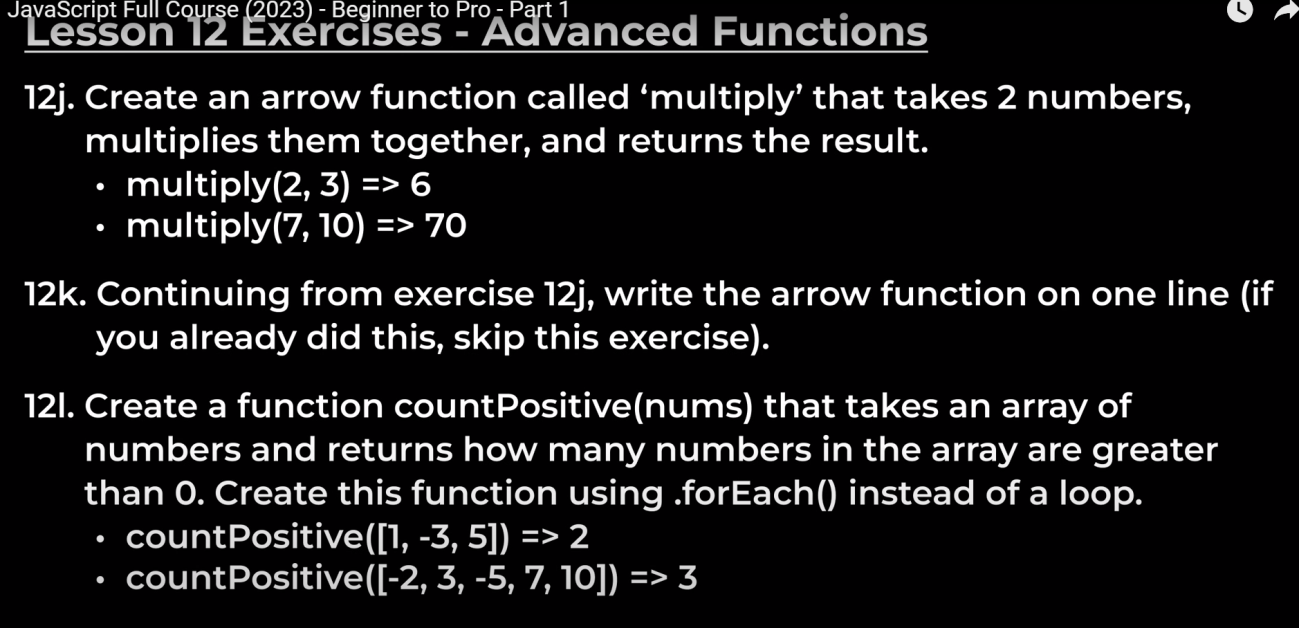 JavaScript Full Course (2023) - Beginner to Pro - Part 1
Lesson 12 Exercises - Advanced Functions
12j. Create an arrow function called ‘multiply’ that takes 2 numbers,
multiplies them together, and returns the result.
• multiply(2, 3) => 6
• multiply(7, 10) => 70
12k. Continuing from exercise 12j, write the arrow function on one line (if
you already did this, skip this exercise).
12l. Create a function countPositive(nums) that takes an array of
numbers and returns how many numbers in the array are greater
than 0. Create this function using .forEach() instead of a loop.
• countPositive([1, -3, 5]) => 2
• countPositive([-2, 3, -5, 7, 10]) => 3